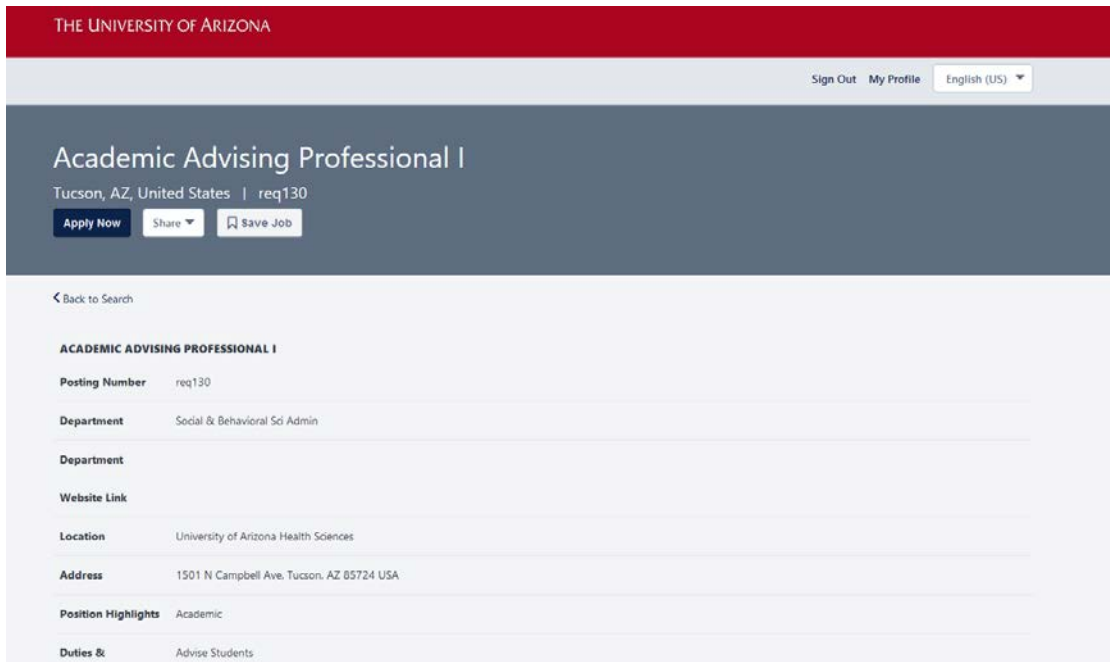 THE UNIVERSITY OF ARIZONA
Sign Out My Profile English (US)
Academic Advising Professional I
Tucson, AZ, United States | req130
Apply Now Share Save Job
Back to Search
ACADEMIC ADVISING PROFESSIONAL I
Posting Number req130
Department Social & Behavioral Sci Admin
Department
Website Link
Location University of Arizona Health Sciences
Address 1501 N Campbell Ave. Tucson. AZ 85724 USA
Position Highlights Academic
Duties & Advise Students